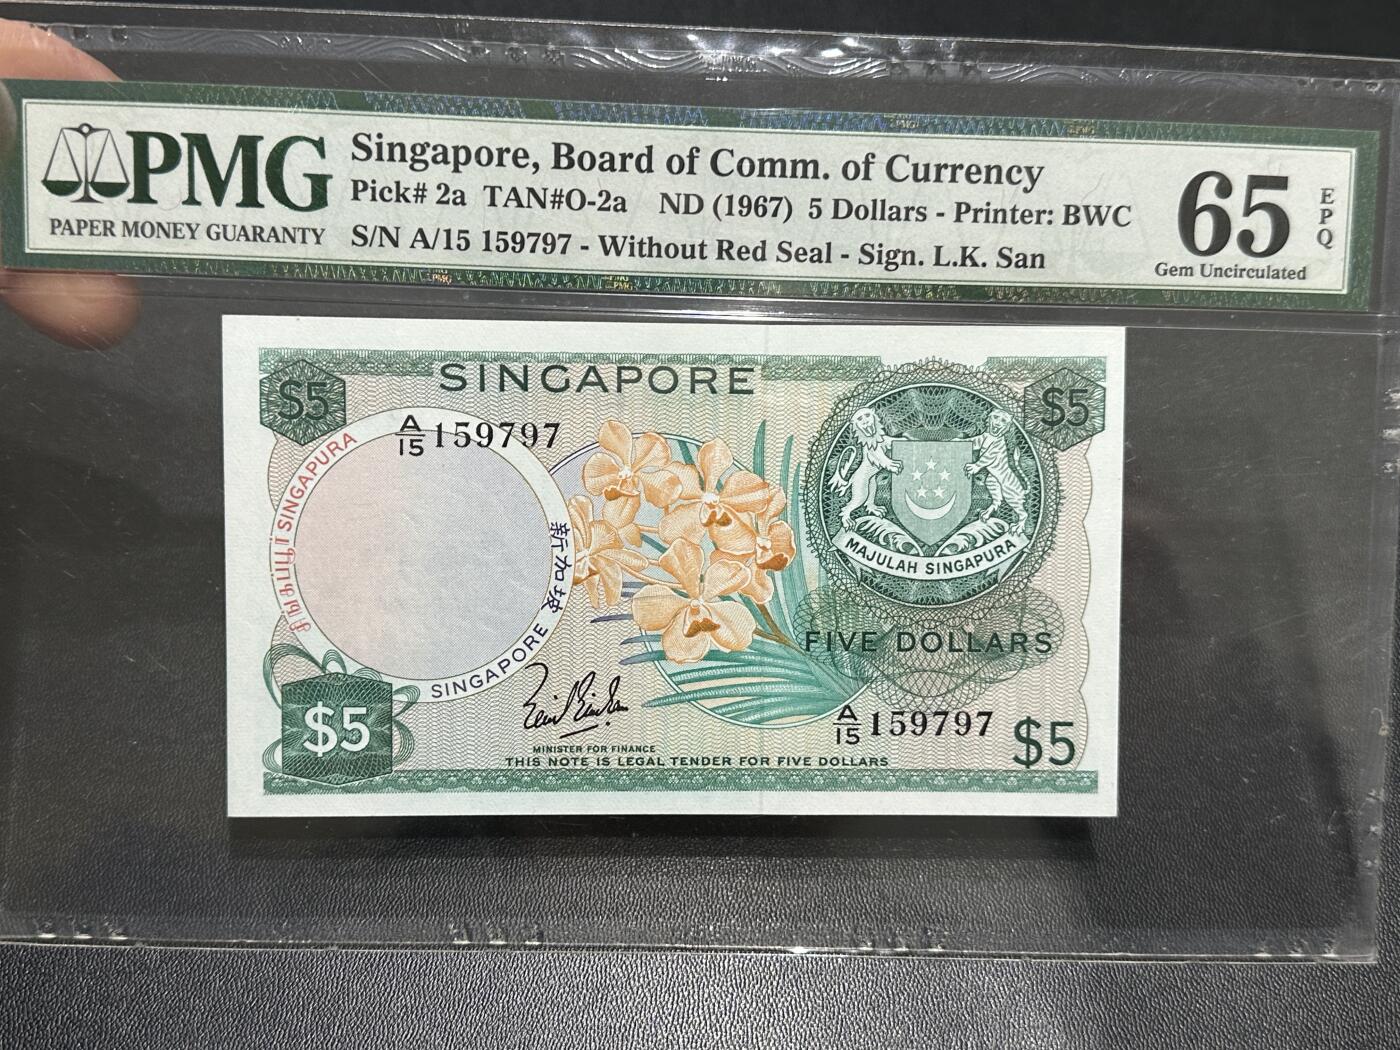 PMG
PAPER MONEY GUARANTY
Singapore, Board of Comm. of Currency
Pick# 2a TAN#O-2a ND (1967) 5 Dollars - Printer: BWC
S/N A/15 159797 - Without Red Seal - Sign. L.K. San
65
EPQ
Gem Uncirculated
$5
SINGAPORE
$5
A/15 159797
SINGAPURA
சிங்கப்பூர்
新加坡
SINGAPORE
MAJULAH SINGAPURA
FIVE DOLLARS
A/15 159797
$5
$5
MINISTER FOR FINANCE
THIS NOTE IS LEGAL TENDER FOR FIVE DOLLARS